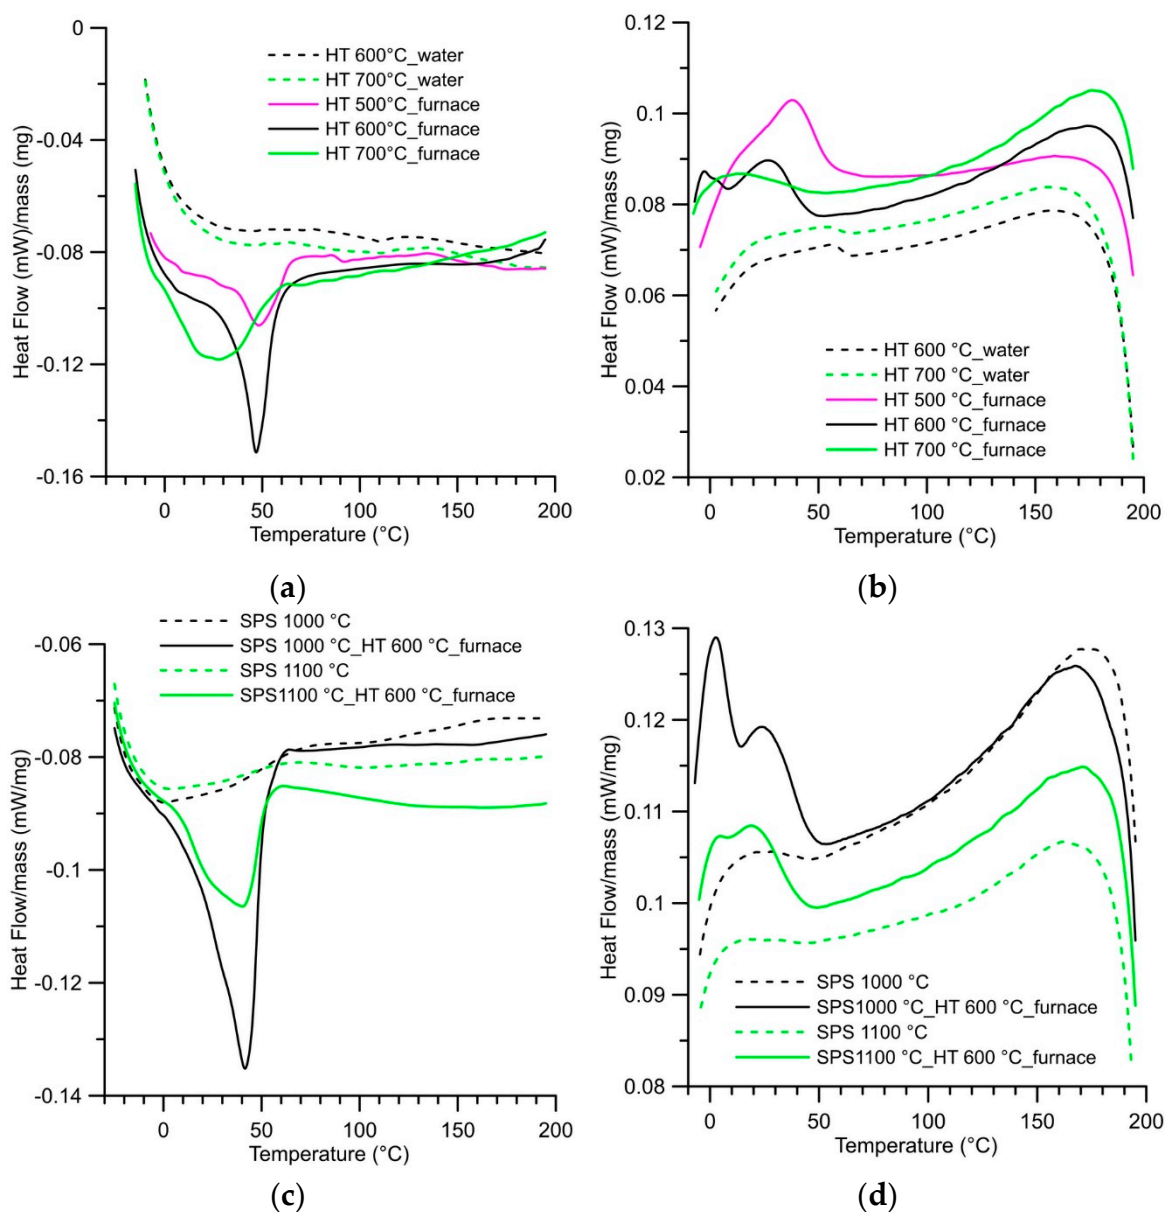 0
-0.04
-0.08
-0.12
-0.16
Heat Flow (mW)/mass (mg)
HT 600°C_water
HT 700°C_water
HT 500°C_furnace
HT 600°C_furnace
HT 700°C_furnace
0 50 100 150 200
Temperature (°C)
(a)
0.12
0.1
0.08
0.06
0.04
0.02
Heat Flow (mW)/mass (mg)
HT 600 °C_water
HT 700 °C_water
HT 500 °C_furnace
HT 600 °C_furnace
HT 700 °C_furnace
0 50 100 150 200
Temperature (°C)
(b)
SPS 1000 °C
SPS 1000 °C_HT 600 °C_furnace
SPS 1100 °C
SPS1100 °C_HT 600 °C_furnace
-0.06
-0.08
-0.1
-0.12
-0.14
Heat Flow/mass (mW/mg)
0 50 100 150 200
Temperature (°C)
(c)
0.13
0.12
0.11
0.1
0.09
0.08
Heat Flow/mass (mW/mg)
SPS 1000 °C
SPS1000 °C_HT 600 °C_furnace
SPS 1100 °C
SPS1100 °C_HT 600 °C_furnace
0 50 100 150 200
Temperature (°C)
(d)